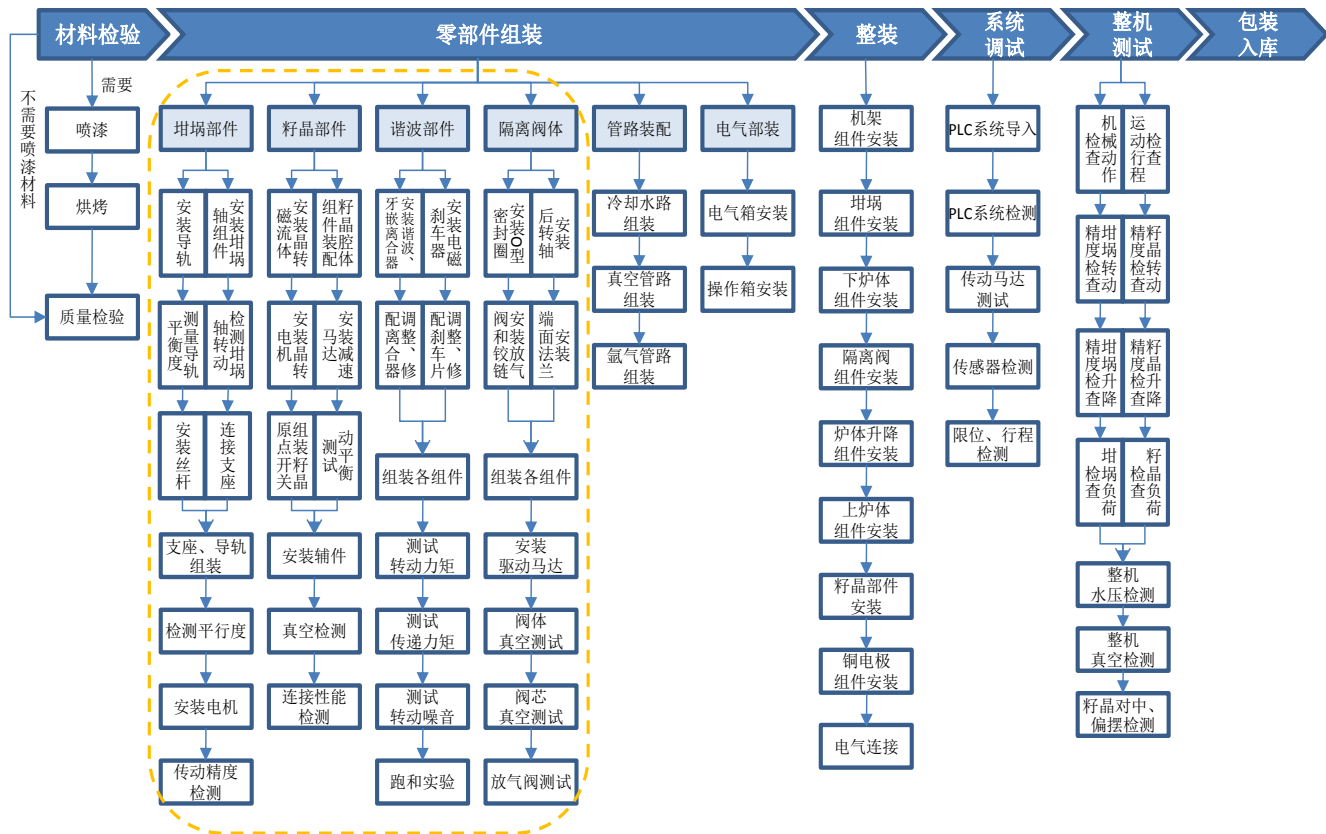 材料检验
零部件组装
整装
系统
调试
整机
测试
包装
入库
需要
不需要喷漆材料
喷漆
烘烤
质量检验
坩埚部件
安装导轨
安装坩埚
轴组件
测量导轨
平衡度
检测坩埚
轴转动
安装丝杆
连接支座
支座、导轨
组装
检测平行度
安装电机
传动精度
检测
籽晶部件
安装晶转
磁流体
籽晶腔体
组件装配
安装晶转
电机
安装减速
马达
组装籽晶
原点开关
动平衡
测试
安装辅件
真空检测
连接性能
检测
谐波部件
安装谐波、
牙嵌离合器
安装电磁
刹车器
调整、修
配离合器
调整、修
配刹车片
组装各组件
测试
转动力矩
测试
传递力矩
测试
转动噪音
跑和实验
隔离阀体
安装O型
密封圈
安装
后转轴
安装放气
阀和铰链
安装
端面法兰
组装各组件
安装
驱动马达
阀体
真空测试
阀芯
真空测试
放气阀测试
管路装配
冷却水路
组装
真空管路
组装
氩气管路
组装
电气部装
电气箱安装
操作箱安装
机架
组件安装
坩埚
组件安装
下炉体
组件安装
隔离阀
组件安装
炉体升降
组件安装
上炉体
组件安装
籽晶部件
安装
铜电极
组件安装
电气连接
PLC系统导入
PLC系统检测
传动马达
测试
传感器检测
限位、行程
检测
机械动作
检查
运动行程
检查
坩埚转动
精度检查
籽晶转动
精度检查
坩埚升降
精度检查
籽晶升降
精度检查
坩埚负荷
检查
籽晶负荷
检查
整机
水压检测
整机
真空检测
籽晶对中、
偏摆检测